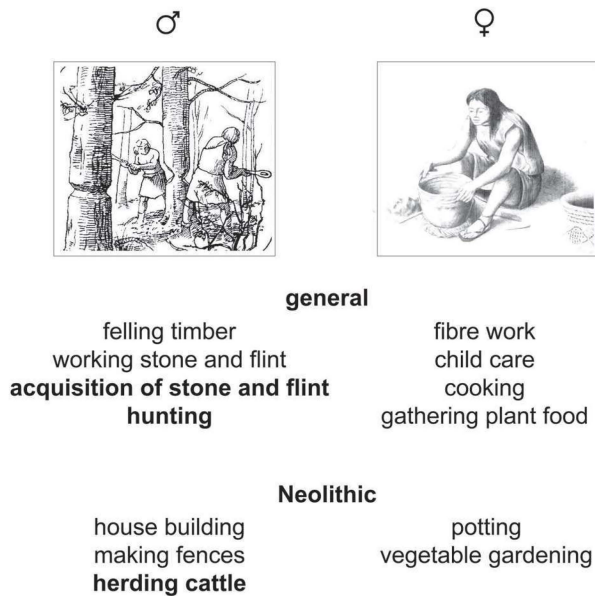 ♂ ♀
general
felling timber
working stone and flint
acquisition of stone and flint
hunting
fibre work
child care
cooking
gathering plant food
Neolithic
house building
making fences
herding cattle
potting
vegetable gardening